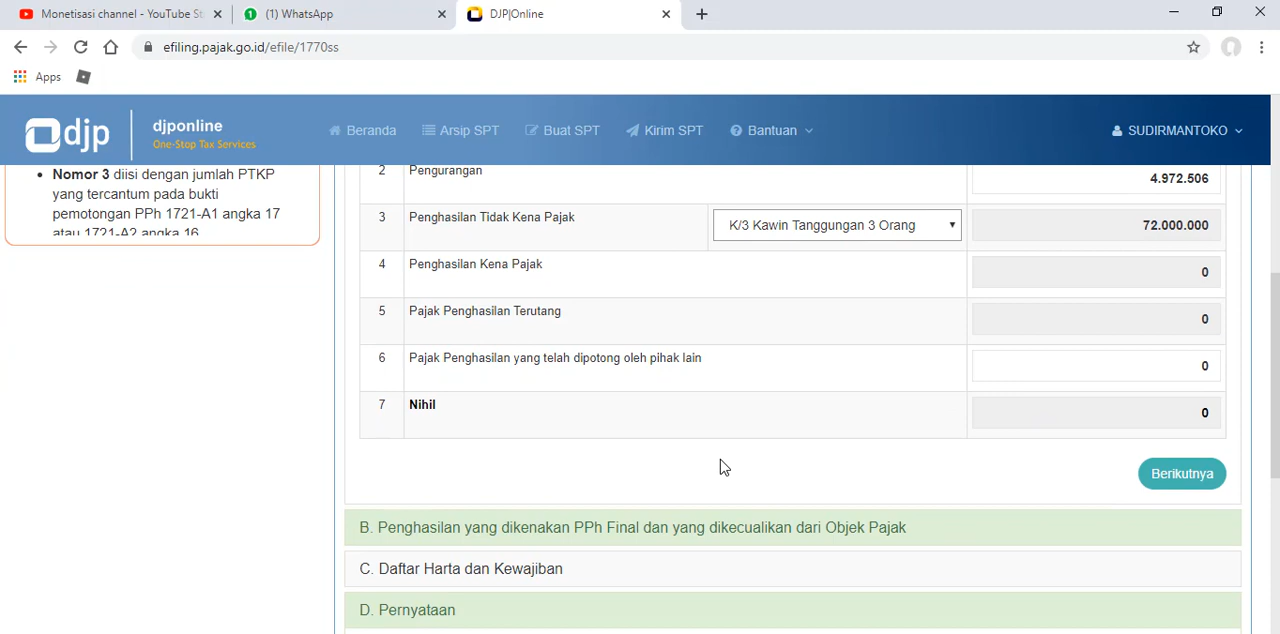 Monetisasi channel - YouTube St
(1) WhatsApp
DJP|Online
efiling.pajak.go.id/efile/1770ss
Apps
djp
djponline
One-Stop Tax Services
Beranda
Arsip SPT
Buat SPT
Kirim SPT
Bantuan
SUDIRMANTOKO
• Nomor 3 diisi dengan jumlah PTKP
yang tercantum pada bukti
pemotongan PPh 1721-A1 angka 17
atau 1721-A2 angka 16
2 Pengurangan 4.972.506
3 Penghasilan Tidak Kena Pajak K/3 Kawin Tanggungan 3 Orang 72.000.000
4 Penghasilan Kena Pajak 0
5 Pajak Penghasilan Terutang 0
6 Pajak Penghasilan yang telah dipotong oleh pihak lain 0
7 Nihil 0
Berikutnya
B. Penghasilan yang dikenakan PPh Final dan yang dikecualikan dari Objek Pajak
C. Daftar Harta dan Kewajiban
D. Pernyataan